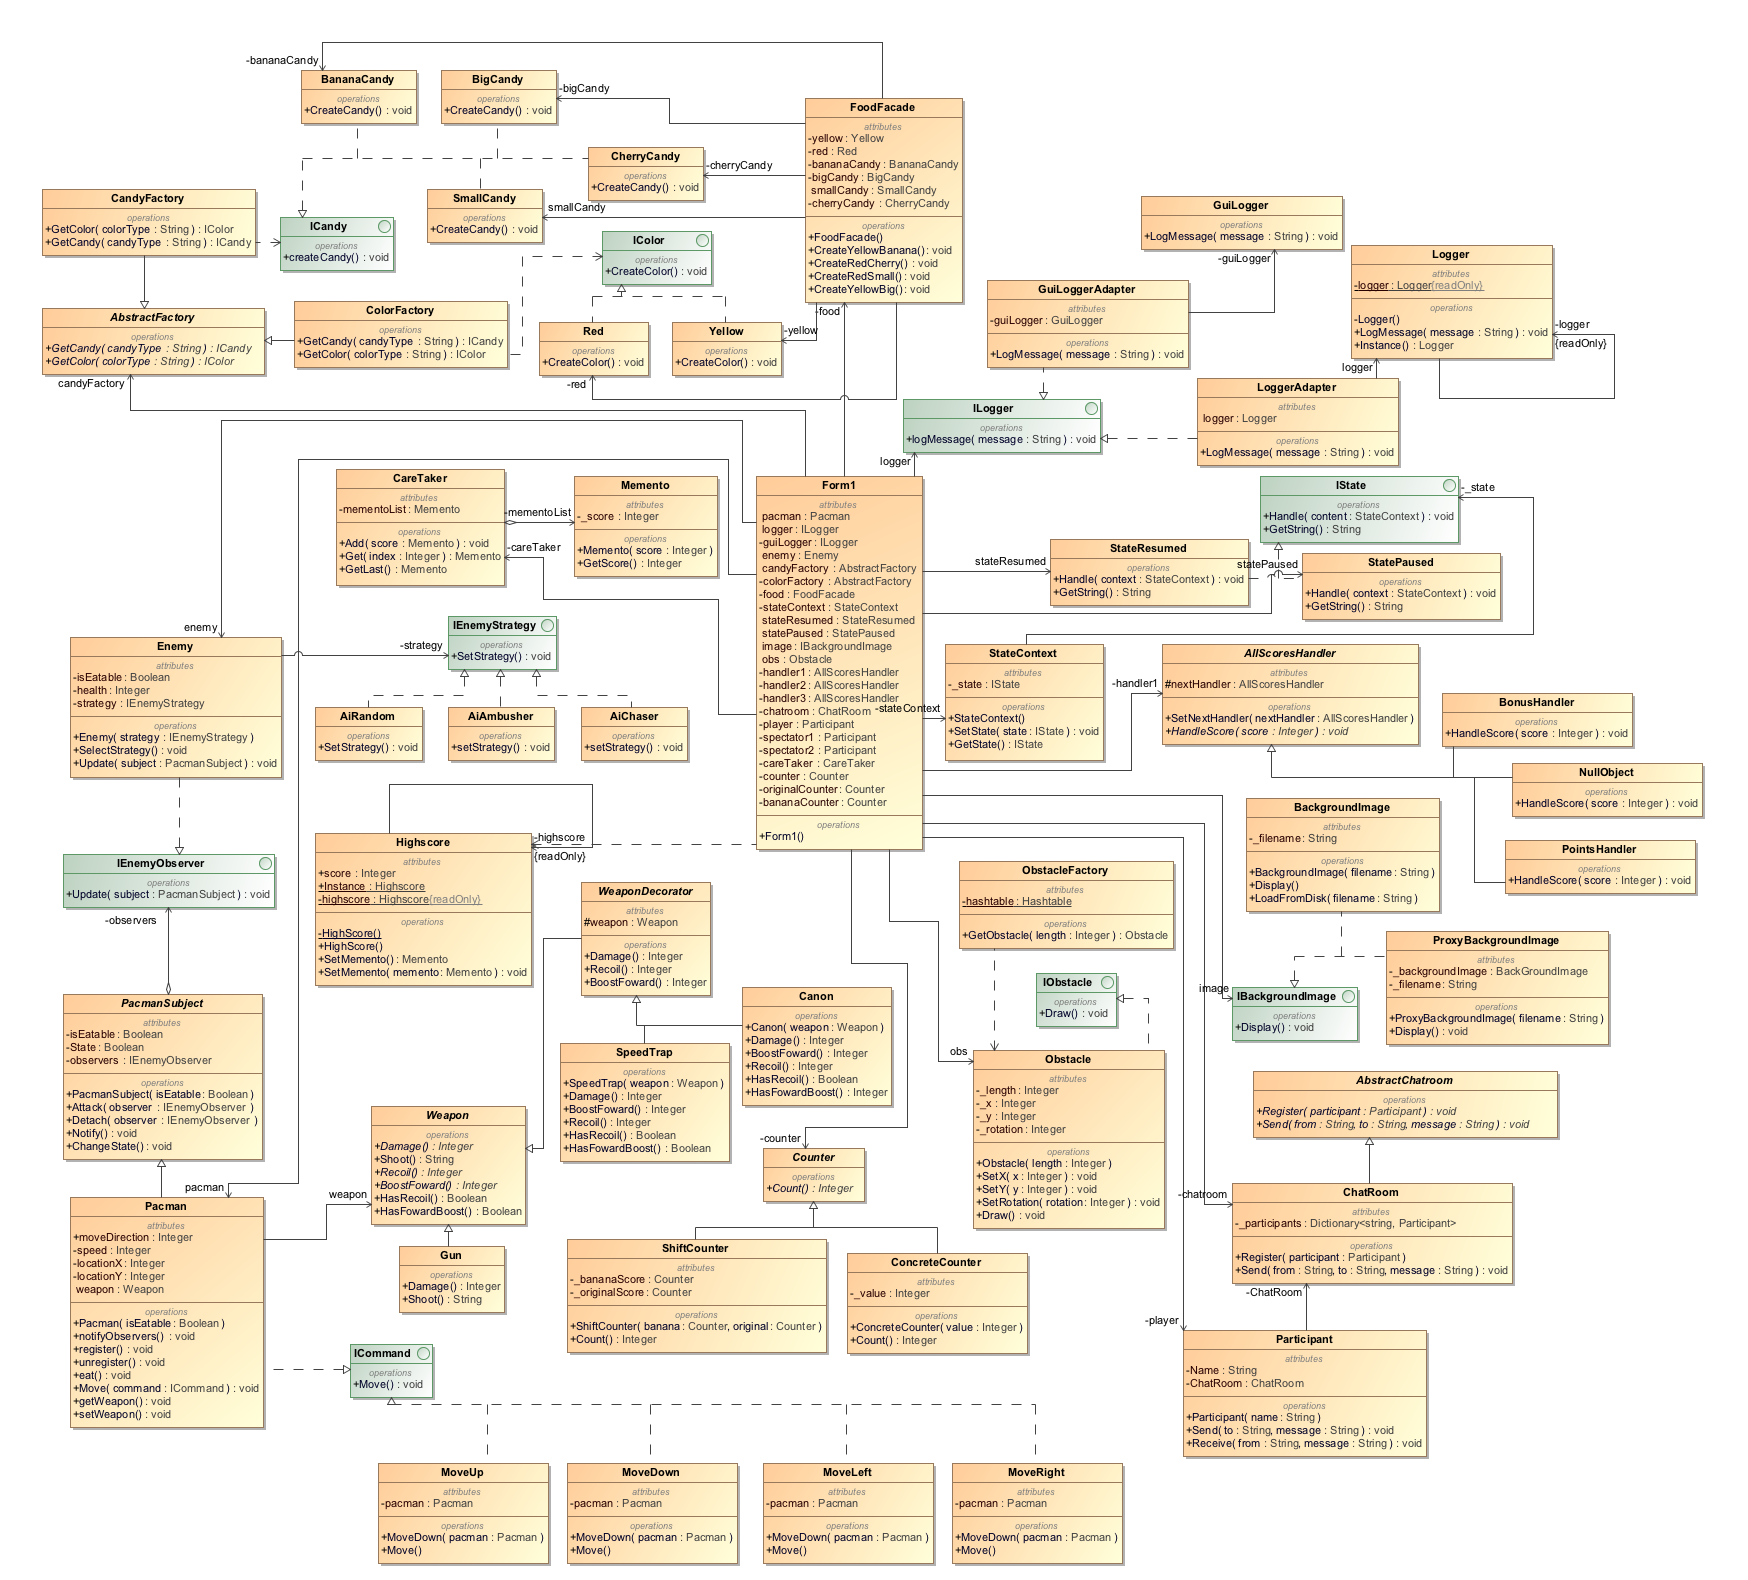 -bananaCandy
BananaCandy
operations
+CreateCandy() : void
BigCandy
operations
+CreateCandy() : void
-bigCandy
FoodFacade
attributes
-yellow : Yellow
-red : Red
-bananaCandy : BananaCandy
-bigCandy : BigCandy
smallCandy : SmallCandy
-cherryCandy : CherryCandy
operations
+FoodFacade()
+CreateYellowBanana() : void
+CreateRedCherry() : void
+CreateRedSmall() : void
+CreateYellowBig() : void
CherryCandy
operations
+CreateCandy() : void
-cherryCandy
SmallCandy
operations
+CreateCandy() : void
smallCandy
CandyFactory
operations
+GetColor( colorType : String ) : IColor
+GetCandy( candyType : String ) : ICandy
ICandy
operations
+createCandy() : void
IColor
operations
+CreateColor() : void
AbstractFactory
operations
+GetCandy( candyType : String ) : ICandy
+GetColor( colorType : String ) : IColor
candyFactory
ColorFactory
operations
+GetCandy( candyType : String ) : ICandy
+GetColor( colorType : String ) : IColor
Red
operations
+CreateColor() : void
-red
Yellow
operations
+CreateColor() : void
-yellow
-food
GuiLogger
operations
+LogMessage( message : String ) : void
-guiLogger
GuiLoggerAdapter
attributes
-guiLogger : GuiLogger
operations
+LogMessage( message : String ) : void
Logger
attributes
-logger : Logger{readOnly}
operations
-Logger()
+LogMessage( message : String ) : void
+Instance() : Logger
-logger
{readOnly}
logger
LoggerAdapter
attributes
logger : Logger
operations
+LogMessage( message : String ) : void
ILogger
operations
+logMessage( message : String ) : void
logger
CareTaker
attributes
-mementoList : Memento
operations
+Add( score : Memento ) : void
+Get( index : Integer ) : Memento
+GetLast() : Memento
-mementoList
-careTaker
Memento
attributes
-_score : Integer
operations
+Memento( score : Integer )
+GetScore() : Integer
Form1
attributes
pacman : Pacman
logger : ILogger
-guiLogger : ILogger
enemy : Enemy
candyFactory : AbstractFactory
-colorFactory : AbstractFactory
-food : FoodFacade
-stateContext : StateContext
stateResumed : StateResumed
statePaused : StatePaused
image : IBackgroundImage
obs : Obstacle
-handler1 : AllScoresHandler
-handler2 : AllScoresHandler
-handler3 : AllScoresHandler
-chatroom : ChatRoom
-player : Participant
-spectator1 : Participant
-spectator2 : Participant
-careTaker : CareTaker
-counter : Counter
-originalCounter : Counter
-bananaCounter : Counter
operations
+Form1()
IState
operations
+Handle( content : StateContext ) : void
+GetString() : String
-_state
stateResumed
StateResumed
operations
+Handle( context : StateContext ) : void
+GetString() : String
statePaused
StatePaused
operations
+Handle( context : StateContext ) : void
+GetString() : String
enemy
Enemy
attributes
-isEatable : Boolean
-health : Integer
-strategy : IEnemyStrategy
operations
+Enemy( strategy : IEnemyStrategy )
+SelectStrategy() : void
+Update( subject : PacmanSubject ) : void
-strategy
IEnemyStrategy
operations
+SetStrategy() : void
AiRandom
operations
+SetStrategy() : void
AiAmbusher
operations
+setStrategy() : void
AiChaser
operations
+setStrategy() : void
-stateContext
StateContext
attributes
-_state : IState
operations
+StateContext()
+SetState( state : IState ) : void
+GetState() : IState
-handler1
AllScoresHandler
attributes
#nextHandler : AllScoresHandler
operations
+SetNextHandler( nextHandler : AllScoresHandler )
+HandleScore( score : Integer ) : void
BonusHandler
operations
+HandleScore( score : Integer ) : void
NullObject
operations
+HandleScore( score : Integer ) : void
PointsHandler
operations
+HandleScore( score : Integer ) : void
BackgroundImage
attributes
-_filename : String
operations
+BackgroundImage( filename : String )
+Display()
+LoadFromDisk( filename : String )
ProxyBackgroundImage
attributes
-_backgroundImage : BackGroundImage
-_filename : String
operations
+ProxyBackgroundImage( filename : String )
+Display() : void
image
IBackgroundImage
operations
+Display() : void
IEnemyObserver
operations
+Update( subject : PacmanSubject ) : void
-observers
Highscore
attributes
+score : Integer
+Instance : Highscore
-highscore : Highscore{readOnly}
operations
-HighScore()
+HighScore()
+SetMemento() : Memento
+SetMemento( memento : Memento ) : void
-highscore
{readOnly}
WeaponDecorator
attributes
#weapon : Weapon
operations
+Damage() : Integer
+Recoil() : Integer
+BoostFoward() : Integer
ObstacleFactory
attributes
-hashtable : Hashtable
operations
+GetObstacle( length : Integer ) : Obstacle
IObstacle
operations
+Draw() : void
PacmanSubject
attributes
-isEatable : Boolean
-State : Boolean
-observers : IEnemyObserver
operations
+PacmanSubject( isEatable : Boolean )
+Attack( observer : IEnemyObserver )
+Detach( observer : IEnemyObserver )
+Notify() : void
+ChangeState() : void
Canon
operations
+Canon( weapon : Weapon )
+Damage() : Integer
+BoostFoward() : Integer
+Recoil() : Integer
+HasRecoil() : Boolean
+HasFowardBoost() : Integer
SpeedTrap
operations
+SpeedTrap( weapon : Weapon )
+Damage() : Integer
+BoostFoward() : Integer
+Recoil() : Integer
+HasRecoil() : Boolean
+HasFowardBoost() : Boolean
obs
Obstacle
attributes
-_length : Integer
-_x : Integer
-_y : Integer
-_rotation : Integer
operations
+Obstacle( length : Integer )
+SetX( x : Integer ) : void
+SetY( y : Integer ) : void
+SetRotation( rotation : Integer ) : void
+Draw() : void
AbstractChatroom
operations
+Register( participant : Participant ) : void
+Send( from : String, to : String, message : String ) : void
Weapon
operations
+Damage() : Integer
+Shoot() : String
+Recoil() : Integer
+BoostFoward() : Integer
+HasRecoil() : Boolean
+HasFowardBoost() : Boolean
weapon
-counter
Counter
+Count() : Integer
-chatroom
ChatRoom
attributes
-_participants : Dictionary<string, Participant>
operations
+Register( participant : Participant )
+Send( from : String, to : String, message : String ) : void
-ChatRoom
pacman
Pacman
attributes
+moveDirection : Integer
-speed : Integer
-locationX : Integer
-locationY : Integer
weapon : Weapon
operations
+Pacman( isEatable : Boolean )
+notifyObservers() : void
+register() : void
+unregister() : void
+eat() : void
+Move( command : ICommand ) : void
+getWeapon() : void
+setWeapon() : void
Gun
operations
+Damage() : Integer
+Shoot() : String
ShiftCounter
attributes
-_bananaScore : Counter
-_originalScore : Counter
operations
+ShiftCounter( banana : Counter, original : Counter )
+Count() : Integer
ConcreteCounter
attributes
-_value : Integer
operations
+ConcreteCounter( value : Integer )
+Count() : Integer
-player
Participant
attributes
-Name : String
-ChatRoom : ChatRoom
operations
+Participant( name : String )
+Send( to : String, message : String ) : void
+Receive( from : String, message : String ) : void
ICommand
operations
+Move() : void
MoveUp
attributes
-pacman : Pacman
operations
+MoveDown( pacman : Pacman )
+Move()
MoveDown
attributes
-pacman : Pacman
operations
+MoveDown( pacman : Pacman )
+Move()
MoveLeft
attributes
-pacman : Pacman
operations
+MoveDown( pacman : Pacman )
+Move()
MoveRight
attributes
-pacman : Pacman
operations
+MoveDown( pacman : Pacman )
+Move()